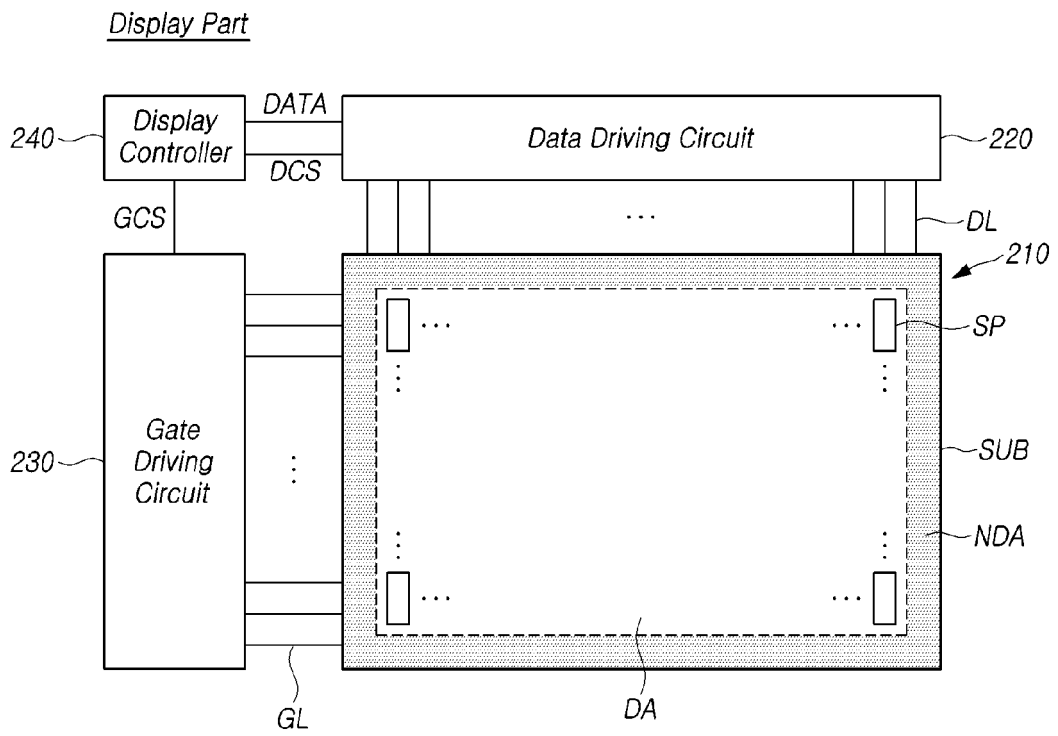 Display Part
240
Display
Controller
DATA
DCS
Data Driving Circuit
220
GCS
...
DL
210
... ... SP
230
Gate
Driving
Circuit
SUB
NDA
... ...
GL
DA